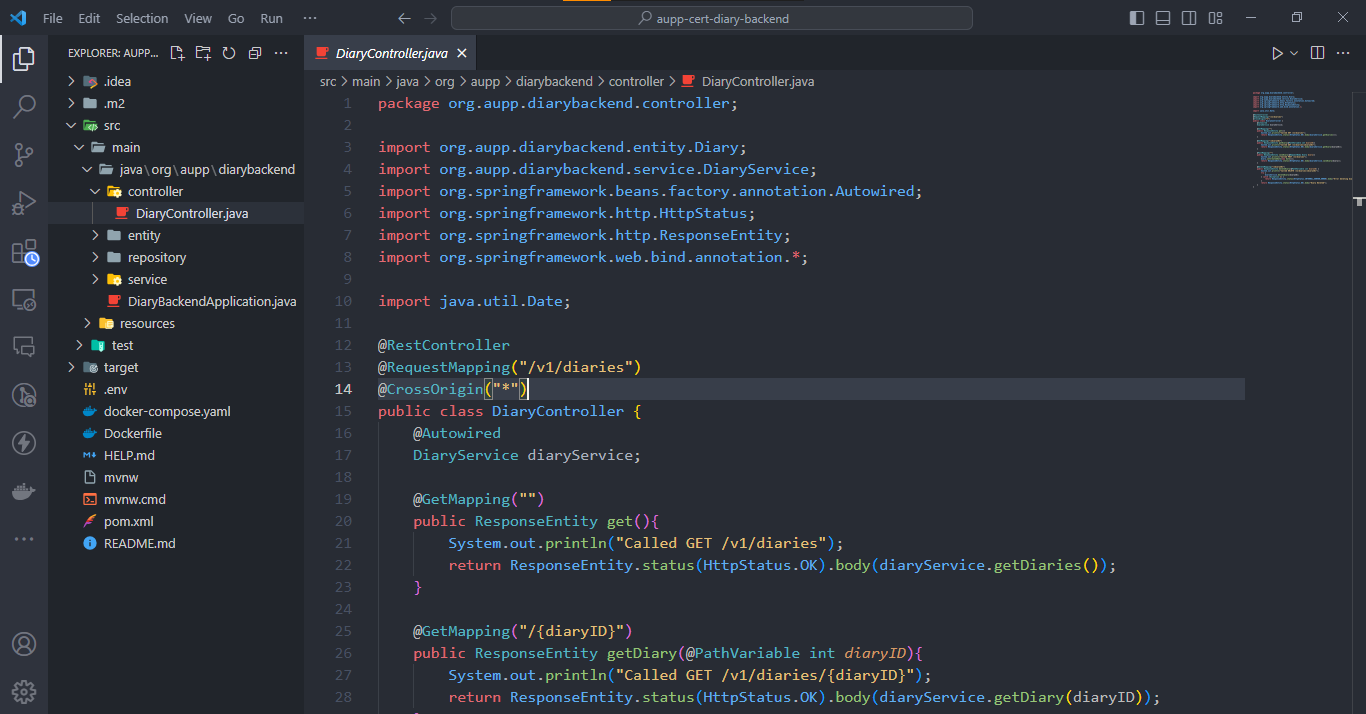 File Edit Selection View Go Run ···
aupp-cert-diary-backend
EXPLORER: AUPP...
.idea
.m2
src
main
java\org\aupp\diarybackend
controller
DiaryController.java
entity
repository
service
DiaryBackendApplication.java
resources
test
target
.env
docker-compose.yaml
Dockerfile
HELP.md
mvnw
mvnw.cmd
pom.xml
README.md
DiaryController.java
src > main > java > org > aupp > diarybackend > controller > DiaryController.java
1 package org.aupp.diarybackend.controller;
2
3 import org.aupp.diarybackend.entity.Diary;
4 import org.aupp.diarybackend.service.DiaryService;
5 import org.springframework.beans.factory.annotation.Autowired;
6 import org.springframework.http.HttpStatus;
7 import org.springframework.http.ResponseEntity;
8 import org.springframework.web.bind.annotation.*;
9
10 import java.util.Date;
11
12 @RestController
13 @RequestMapping("/v1/diaries")
14 @CrossOrigin("*")
15 public class DiaryController {
16 @Autowired
17 DiaryService diaryService;
18
19 @GetMapping("")
20 public ResponseEntity get(){
21 System.out.println("Called GET /v1/diaries");
22 return ResponseEntity.status(HttpStatus.OK).body(diaryService.getDiaries());
23 }
24
25 @GetMapping("/{diaryID}")
26 public ResponseEntity getDiary(@PathVariable int diaryID){
27 System.out.println("Called GET /v1/diaries/{diaryID}");
28 return ResponseEntity.status(HttpStatus.OK).body(diaryService.getDiary(diaryID));